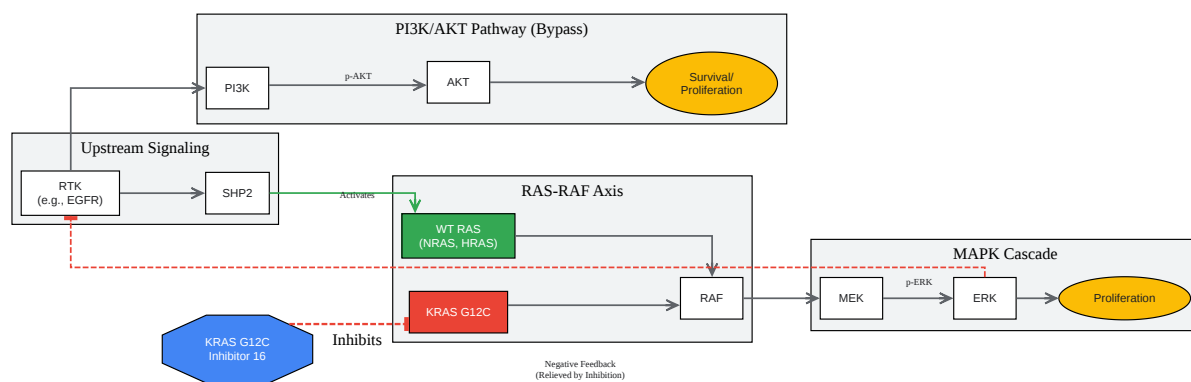 PI3K/AKT Pathway (Bypass)
PI3K
p-AKT
AKT
Survival/
Proliferation
Upstream Signaling
RTK
(e.g., EGFR)
SHP2
Activates
RAS-RAF Axis
WT RAS
(NRAS, HRAS)
KRAS G12C
RAF
MAPK Cascade
MEK
p-ERK
ERK
Proliferation
KRAS G12C
Inhibitor 16
Inhibits
Negative Feedback
(Relieved by Inhibition)